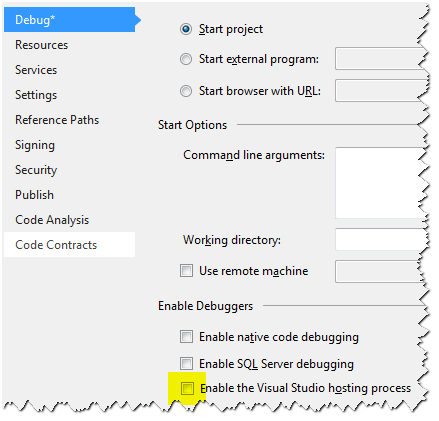 Debug*
Resources
Services
Settings
Reference Paths
Signing
Security
Publish
Code Analysis
Code Contracts
Start project
Start external program:
Start browser with URL:
Start Options
Command line arguments:
Working directory:
Use remote machine
Enable Debuggers
Enable native code debugging
Enable SQL Server debugging
Enable the Visual Studio hosting process